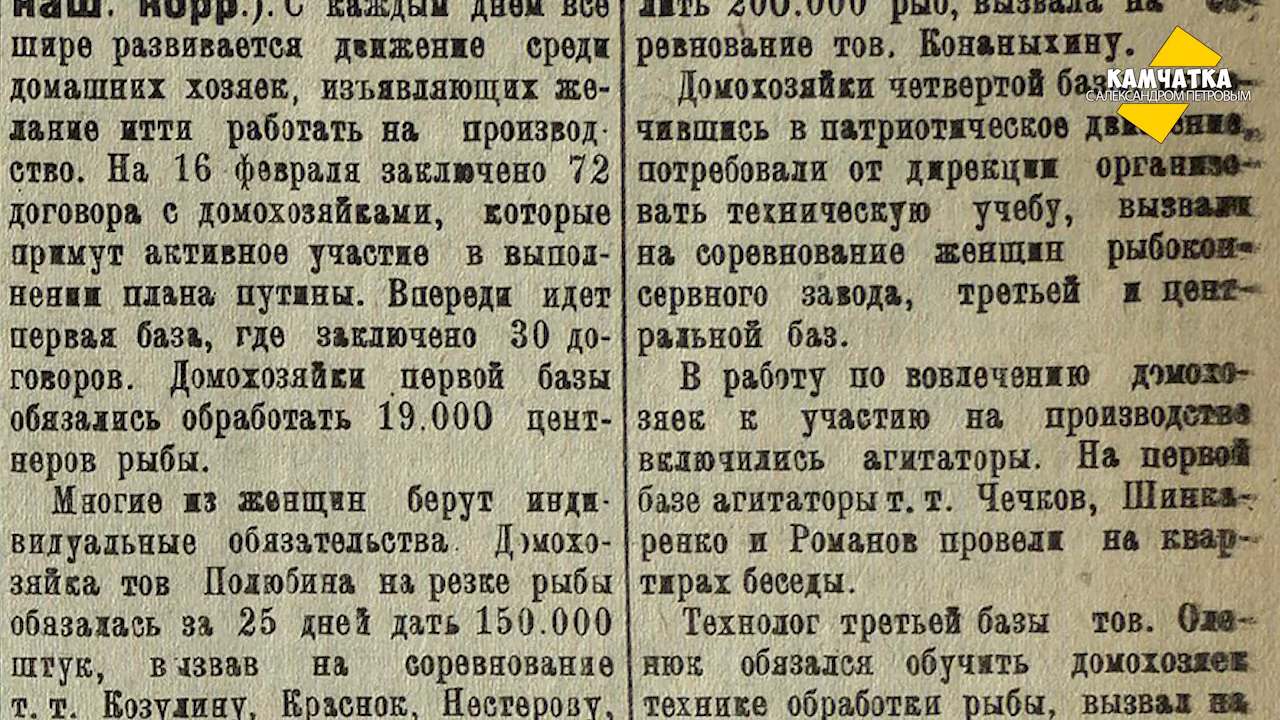 наш. корр.). С каждым днем все
шире развивается движение среди
домашних хозяек, изъявляющих же-
лание итти работать на производ-
ство. На 16 февраля заключено 72
договора с домохозяйками, которые
примут активное участие в выпол-
нении плана путины. Впереди идет
первая база, где заключено 30 до-
говоров. Домохозяйки первой базы
обязались обработать 19.000 цент-
неров рыбы.
Многие из женщин берут инди-
видуальные обязательства. Домохо-
зяйка тов Полюбина на резке рыбы
обазалась за 25 дней дать 150.000
штук, вызвав на соревнование
т. т. Козулину, Краснок, Нестерову,
лить 200.000 рыб, вызвала на со-
ревнование тов. Конаныхину.
Домохозяйки четвертой
чившись в патриотическое движение,
потребовали от дирекции организо-
вать техническую учебу, вызвали
на соревнование женщин рыбокон-
сервного завода, третьей и цент-
ральной баз.
В работу по вовлечению домохо-
зяек к участию на производстве
включились агитаторы. На первой
базе агитаторы т. т. Чечков, Шинка-
ренко и Романов провели на квар-
тирах беседы.
Технолог третьей базы тов. Оле-
нюк обязался обучить домохозяек
технике обработки рыбы, вызвал на
КАМЧАТКА
С АЛЕКСАНДРОМ ПЕТРОВЫМ